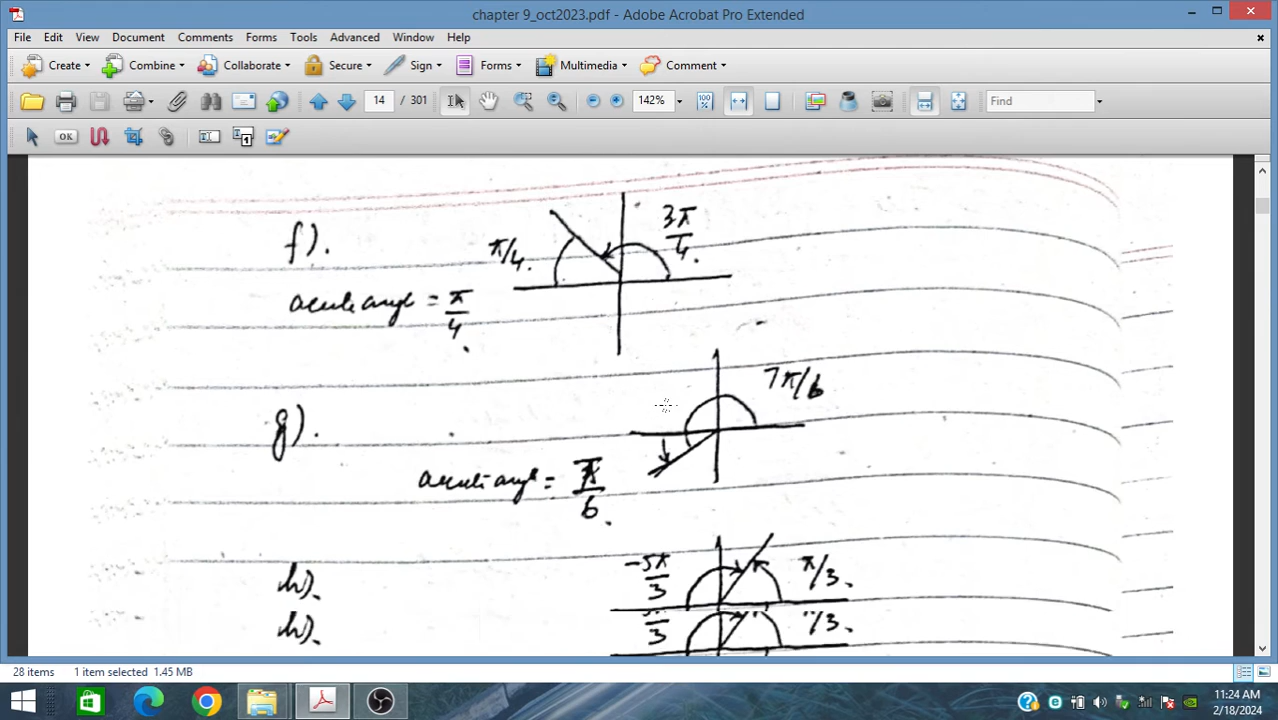 chapter 9_oct2023.pdf - Adobe Acrobat Pro Extended
File Edit View Document Comments Forms Tools Advanced Window Help
Create Combine Collaborate Secure Sign Forms Multimedia Comment
14 / 301 142% Find
f). π/4. 3π/4.
acute angle = π/4
g). 7π/6
acute angle = π/6.
h). -5π/3 π/3.
h). /3 /3.
28 items 1 item selected 1.45 MB
11:24 AM
2/18/2024